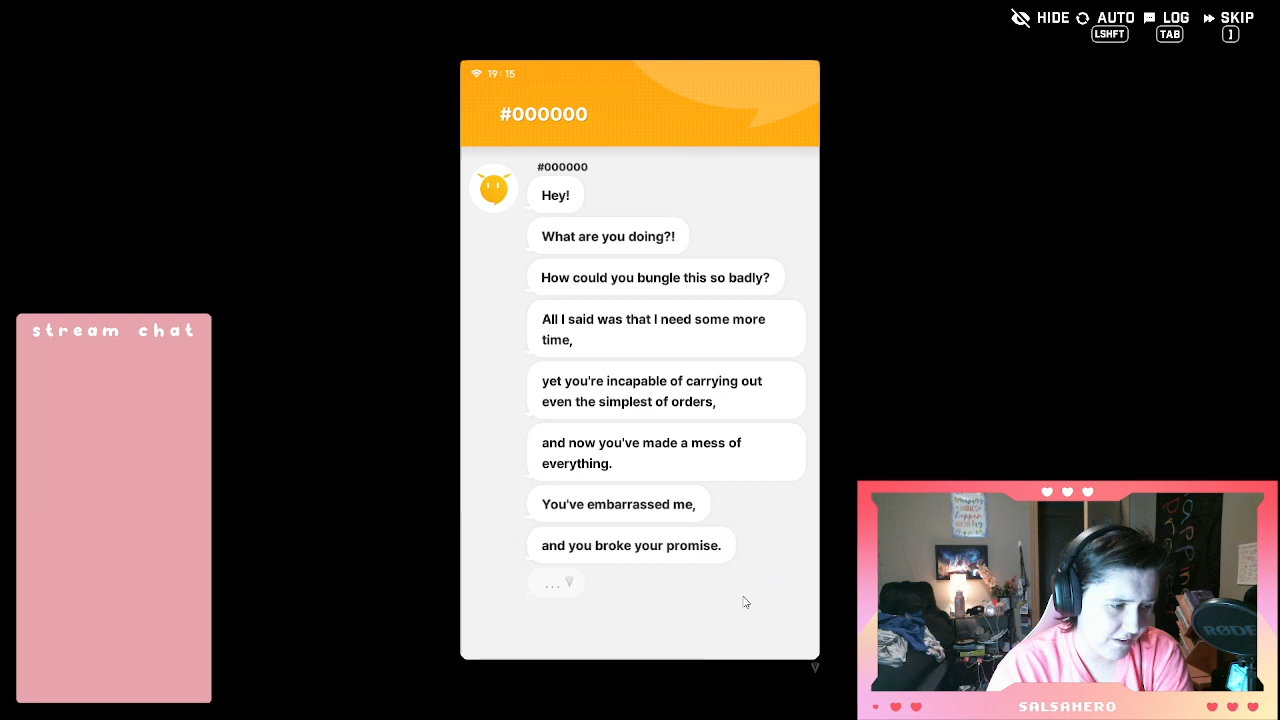 HIDE AUTO LOG SKIP
LSHFT TAB ]
19:15
#000000
#000000
Hey!
What are you doing?!
How could you bungle this so badly?
All I said was that I need some more
time,
yet you're incapable of carrying out
even the simplest of orders,
and now you've made a mess of
everything.
You've embarrassed me,
and you broke your promise.
...
stream chat
RØDE
SALSAHERO